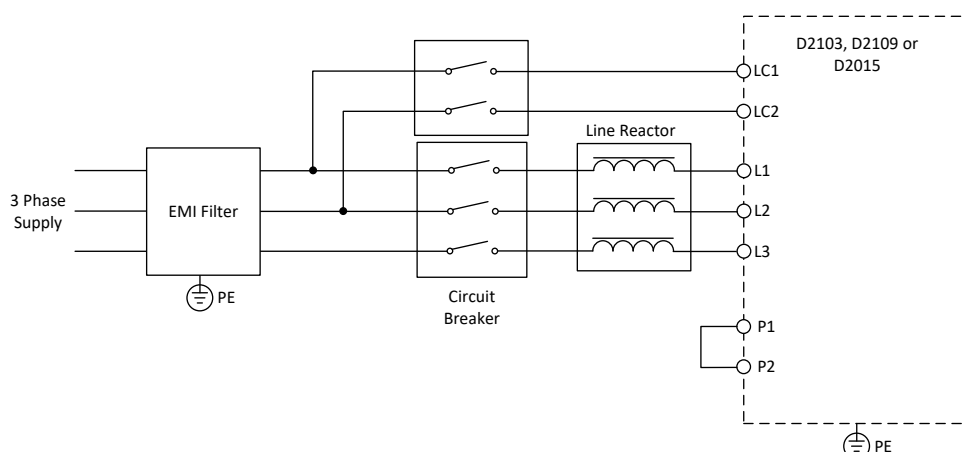 D2103, D2109 or
D2015
LC1
LC2
Line Reactor
L1
3 Phase
Supply
EMI Filter
L2
L3
PE
Circuit
Breaker
P1
P2
PE